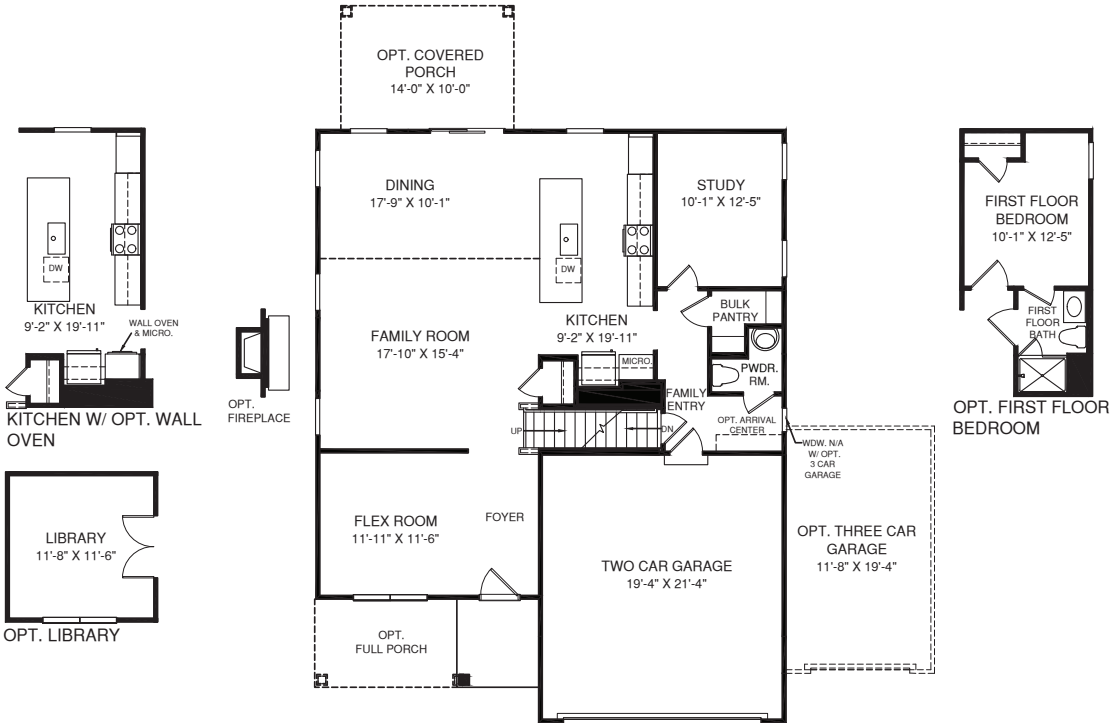 OPT. COVERED
PORCH
14'-0" X 10'-0"
DINING
17'-9" X 10'-1"
DW
STUDY
10'-1" X 12'-5"
BULK
PANTRY
FAMILY ROOM
17'-10" X 15'-4"
KITCHEN
9'-2" X 19'-11"
MICRO.
PWDR.
RM.
FAMILY
ENTRY
OPT. ARRIVAL
CENTER
UP
DN
WDW. N/A
W/ OPT.
3 CAR
GARAGE
FLEX ROOM
11'-11" X 11'-6"
FOYER
TWO CAR GARAGE
19'-4" X 21'-4"
OPT. THREE CAR
GARAGE
11'-8" X 19'-4"
OPT.
FULL PORCH
DW
KITCHEN
9'-2" X 19'-11"
WALL OVEN
& MICRO.
KITCHEN W/ OPT. WALL
OVEN
OPT.
FIREPLACE
LIBRARY
11'-8" X 11'-6"
OPT. LIBRARY
FIRST FLOOR
BEDROOM
10'-1" X 12'-5"
FIRST
FLOOR
BATH
OPT. FIRST FLOOR
BEDROOM